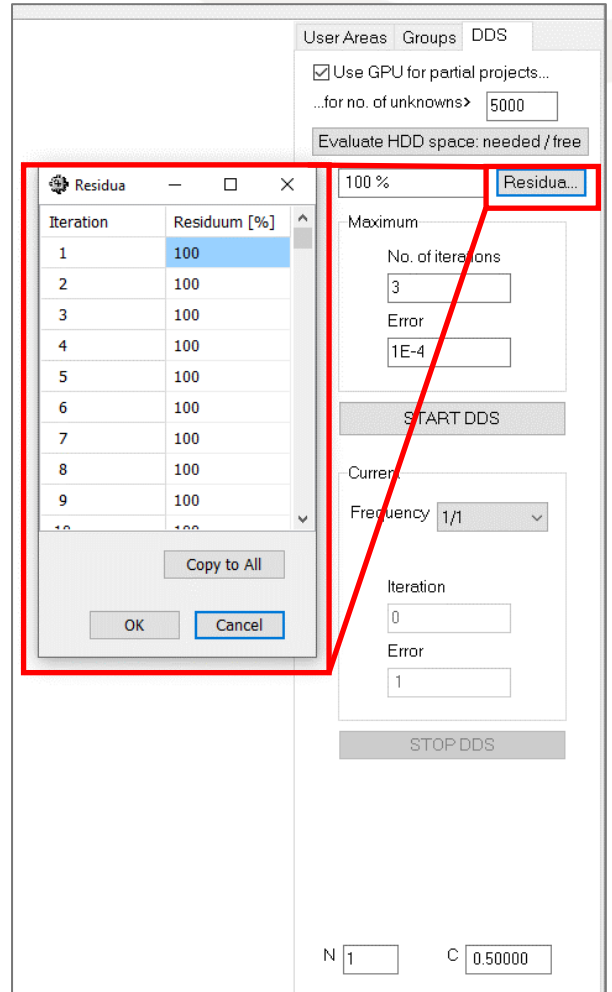 User Areas Groups DDS
Use GPU for partial projects...
...for no. of unknowns> 5000
Evaluate HDD space: needed / free
100 % Residua...
Residua
Iteration Residuum [%]
1 100
2 100
3 100
4 100
5 100
6 100
7 100
8 100
9 100
Copy to All
OK Cancel
Maximum
No. of iterations
3
Error
1E-4
START DDS
Current
Frequency 1/1
Iteration
0
Error
1
STOP DDS
N 1 C 0.50000